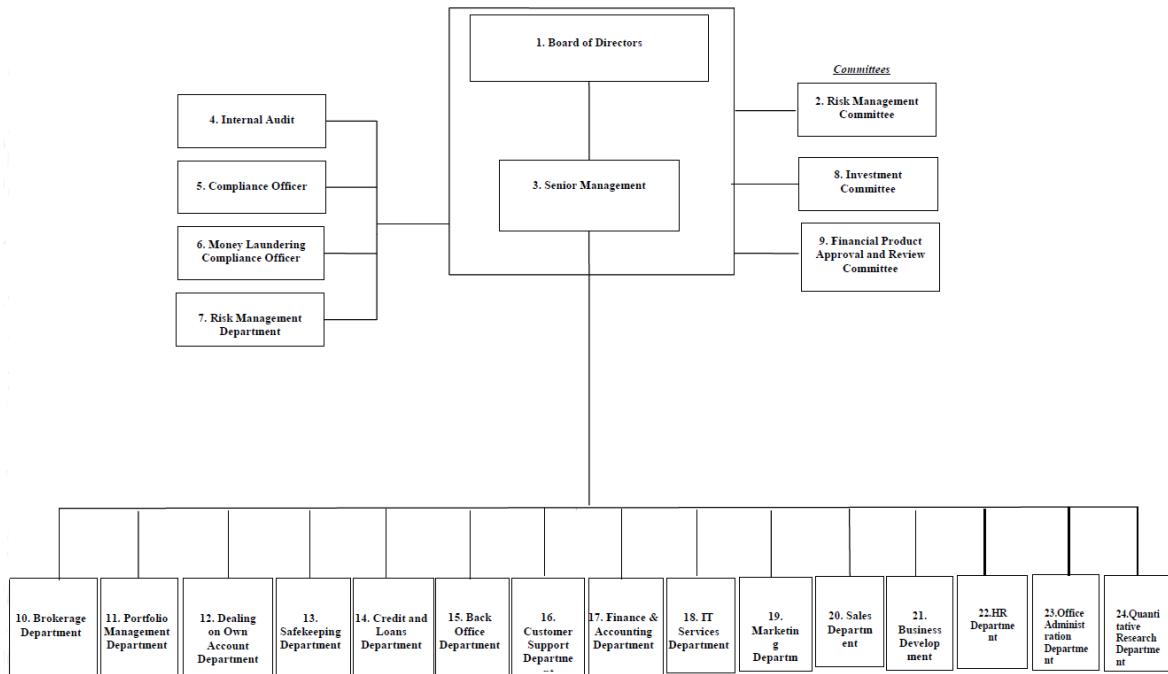 1. Board of Directors
Committees
2. Risk Management
Committee
4. Internal Audit
5. Compliance Officer
3. Senior Management
8. Investment
Committee
6. Money Laundering
Compliance Officer
9. Financial Product
Approval and Review
Committee
7. Risk Management
Department
10. Brokerage
Department
11. Portfolio
Management
Department
12. Dealing
on Own
Account
Department
13.
Safekeeping
Department
14. Credit and
Loans
Department
15. Back
Office
Department
16.
Customer
Support
Departme
17. Finance &
Accounting
Department
18. IT
Services
Department
19.
Marketin
g
Departm
20. Sales
Departm
ent
21.
Business
Develop
ment
22.HR
Departme
nt
23.Office
Administ
ration
Departme
nt
24.Quanti
tative
Research
Departme
nt